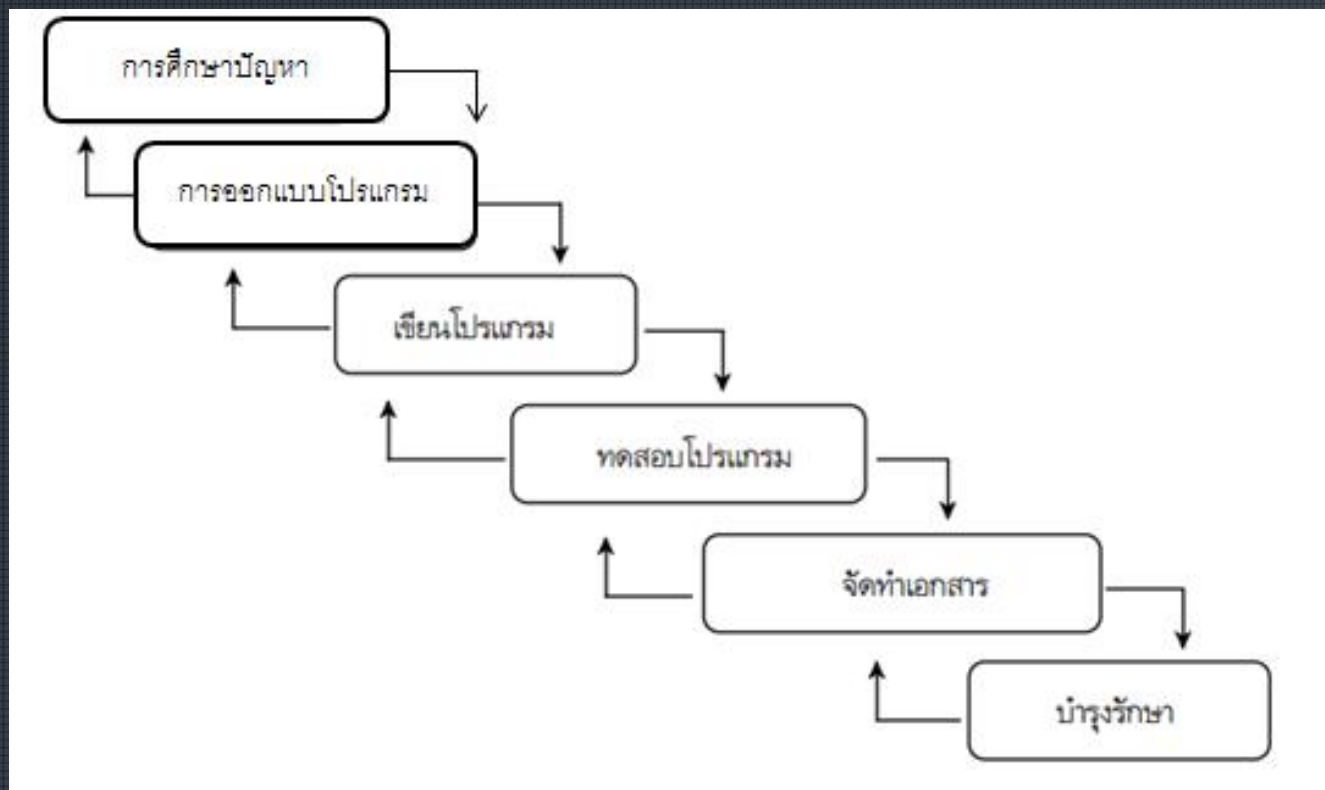 การศึกษาปัญหา
การออกแบบโปรแกรม
เขียนโปรแกรม
ทดสอบโปรแกรม
จัดทำเอกสาร
บำรุงรักษา